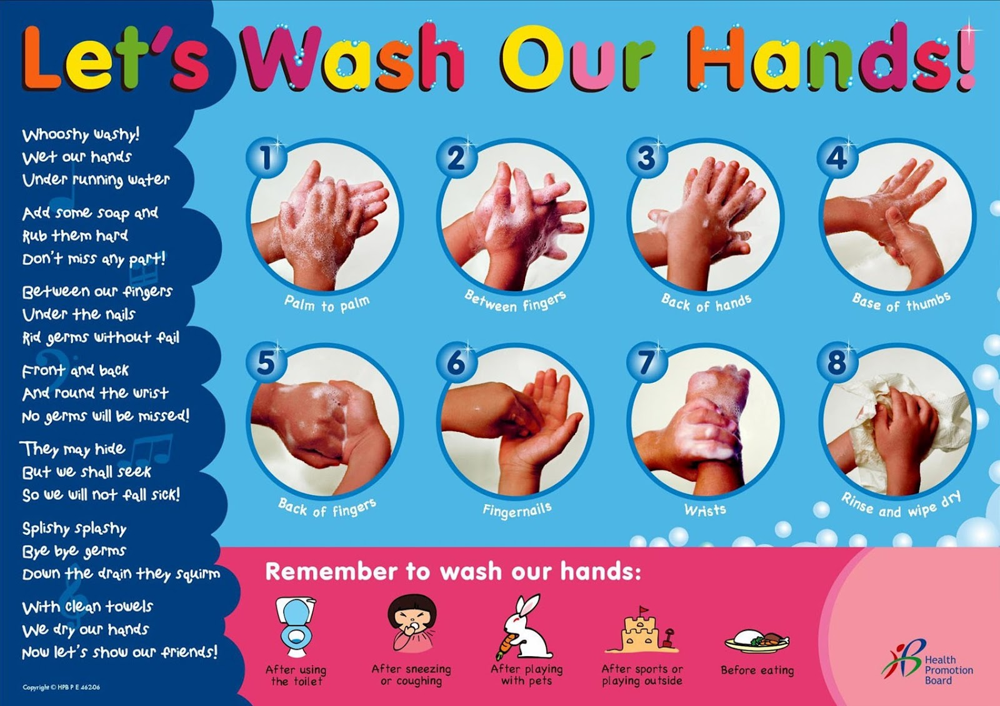 Let's Wash Our Hands!
Whooshy washy!
Wet our hands
Under running water
Add some soap and
Rub them hard
Don't miss any part!
Between our fingers
Under the nails
Rid germs without fail
Front and back
And round the wrist
No germs will be missed!
They may hide
But we shall seek
So we will not fall sick!
Splishy splashy
Bye bye germs
Down the drain they squirm
With clean towels
We dry our hands
Now let's show our friends!
Copyright © HPB P E 462-06
1
Palm to palm
2
Between fingers
3
Back of hands
4
Base of thumbs
5
Back of fingers
6
Fingernails
7
Wrists
8
Rinse and wipe dry
Remember to wash our hands:
After using
the toilet
After sneezing
or coughing
After playing
with pets
After sports or
playing outside
Before eating
Health
Promotion
Board